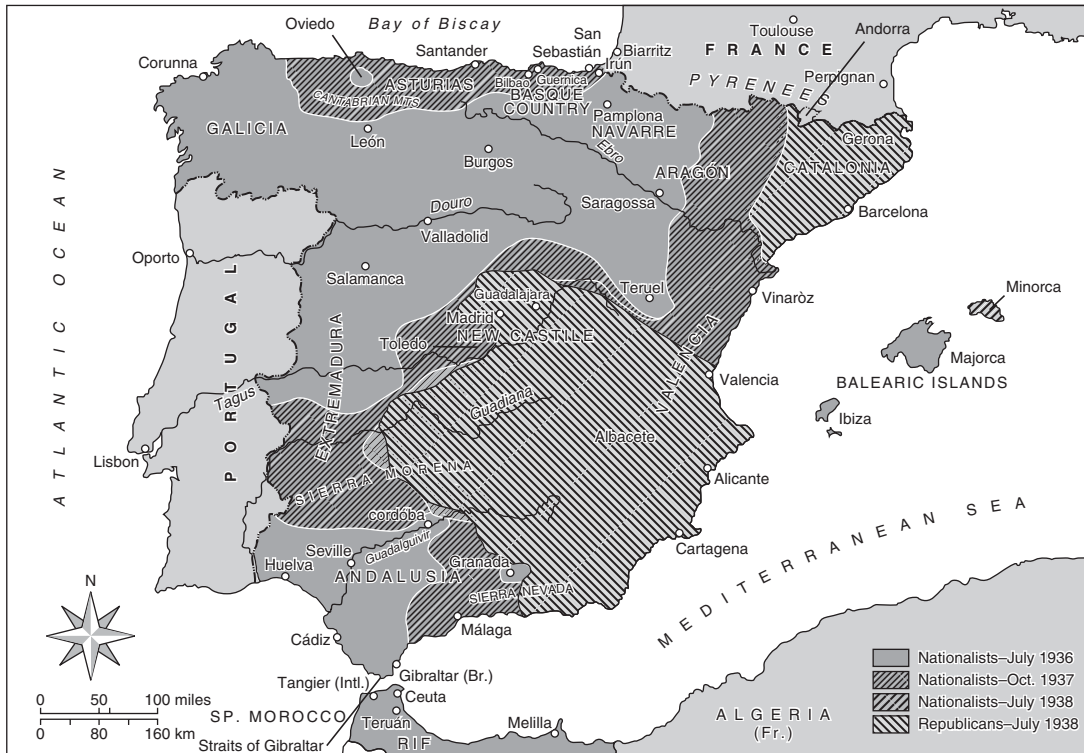 Oviedo
Bay of Biscay
Corunna
Santander
San
Sebastián
Biarritz
Irún
Toulouse
FRANCE
Andorra
Perpignan
PYRENEES
ASTURIAS
CANTABRIAN MTS
Bilbao
Guernica
BASQUE
COUNTRY
Pamplona
NAVARRE
GALICIA
León
Burgos
Ebro
ARAGÓN
Gerona
CATALONIA
Saragossa
Barcelona
Douro
Valladolid
Oporto
Salamanca
ATLANTIC OCEAN
PORTUGAL
Teruel
Vinaròz
Minorca
Guadalajara
Madrid
NEW CASTILE
Toledo
Majorca
BALEARIC ISLANDS
Ibiza
EXTREMADURA
VALENCIA
Valencia
Tagus
Guadiana
Albacete
Lisbon
SIERRA MORENA
Alicante
cordóba
Cartagena
Seville
Guadalguivir
Huelva
ANDALUSIA
Granada
SIERRA NEVADA
MEDITERRANEAN SEA
N
Cádiz
Málaga
Gibraltar (Br.)
Tangier (Intl.)
Ceuta
SP. MOROCCO
Teruán
Melilla
Straits of Gibraltar
RIF
ALGERIA
(Fr.)
0 50 100 miles
0 80 160 km
Nationalists–July 1936
Nationalists–Oct. 1937
Nationalists–July 1938
Republicans–July 1938